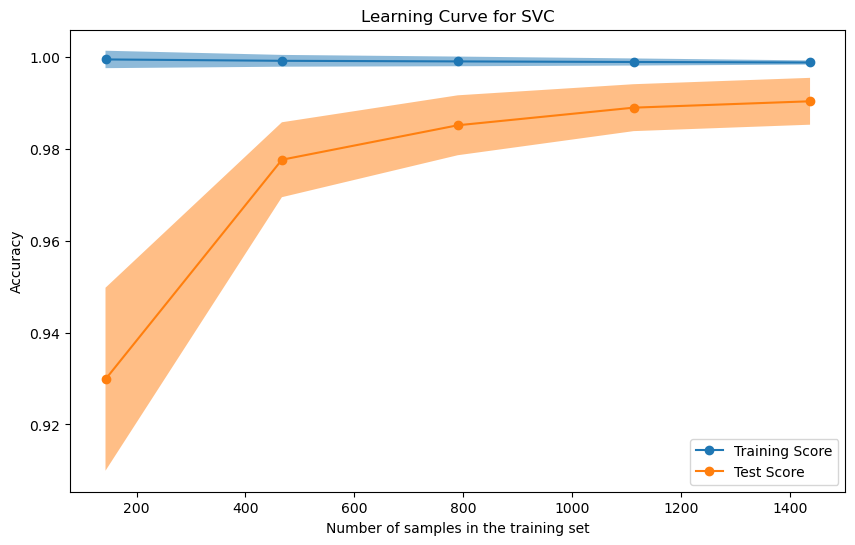 Learning Curve for SVC
1.00
0.98
0.96
0.94
0.92
Accuracy
200 400 600 800 1000 1200 1400
Number of samples in the training set
Training Score
Test Score